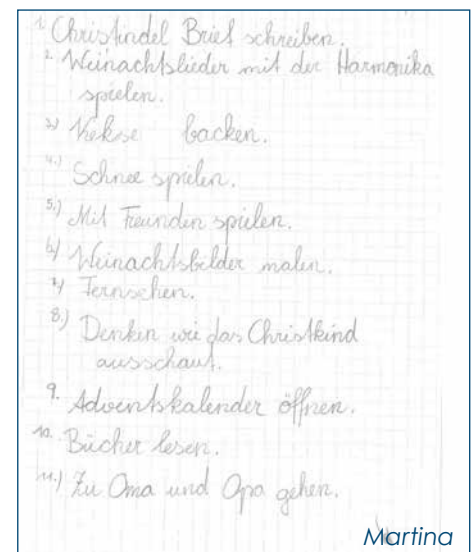 1. Christindel Brief schreiben.
2. Weinachtslieder mit der Harmonika
spielen.
3.) Kekse backen.
4.) Schnee spielen.
5.) Mit Freunden spielen.
6.) Weinachtsbilder malen.
7.) Fernsehen.
8.) Denken wie das Christkind
ausschaut.
9. Adventskalender öffnen.
10. Bücher lesen.
11.) Zu Oma und Opa gehen.
Martina